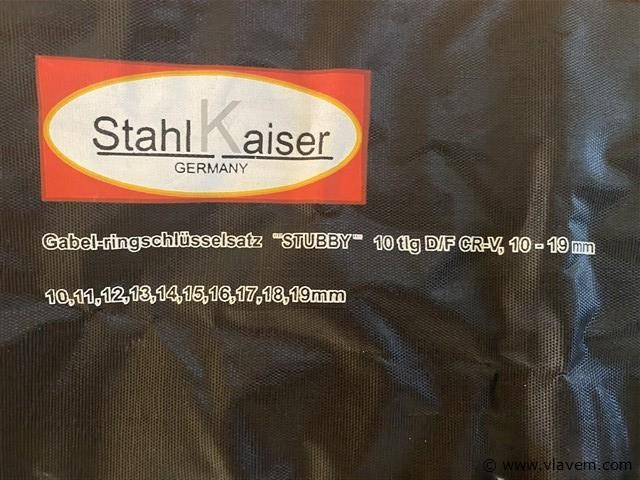 StahlKaiser
GERMANY
Gabel-ringschlüsselsatz "STUBBY" 10 tlg D/F CR-V, 10 - 19 mm
10,11,12,13,14,15,16,17,18,19mm
© www.vlavem.com